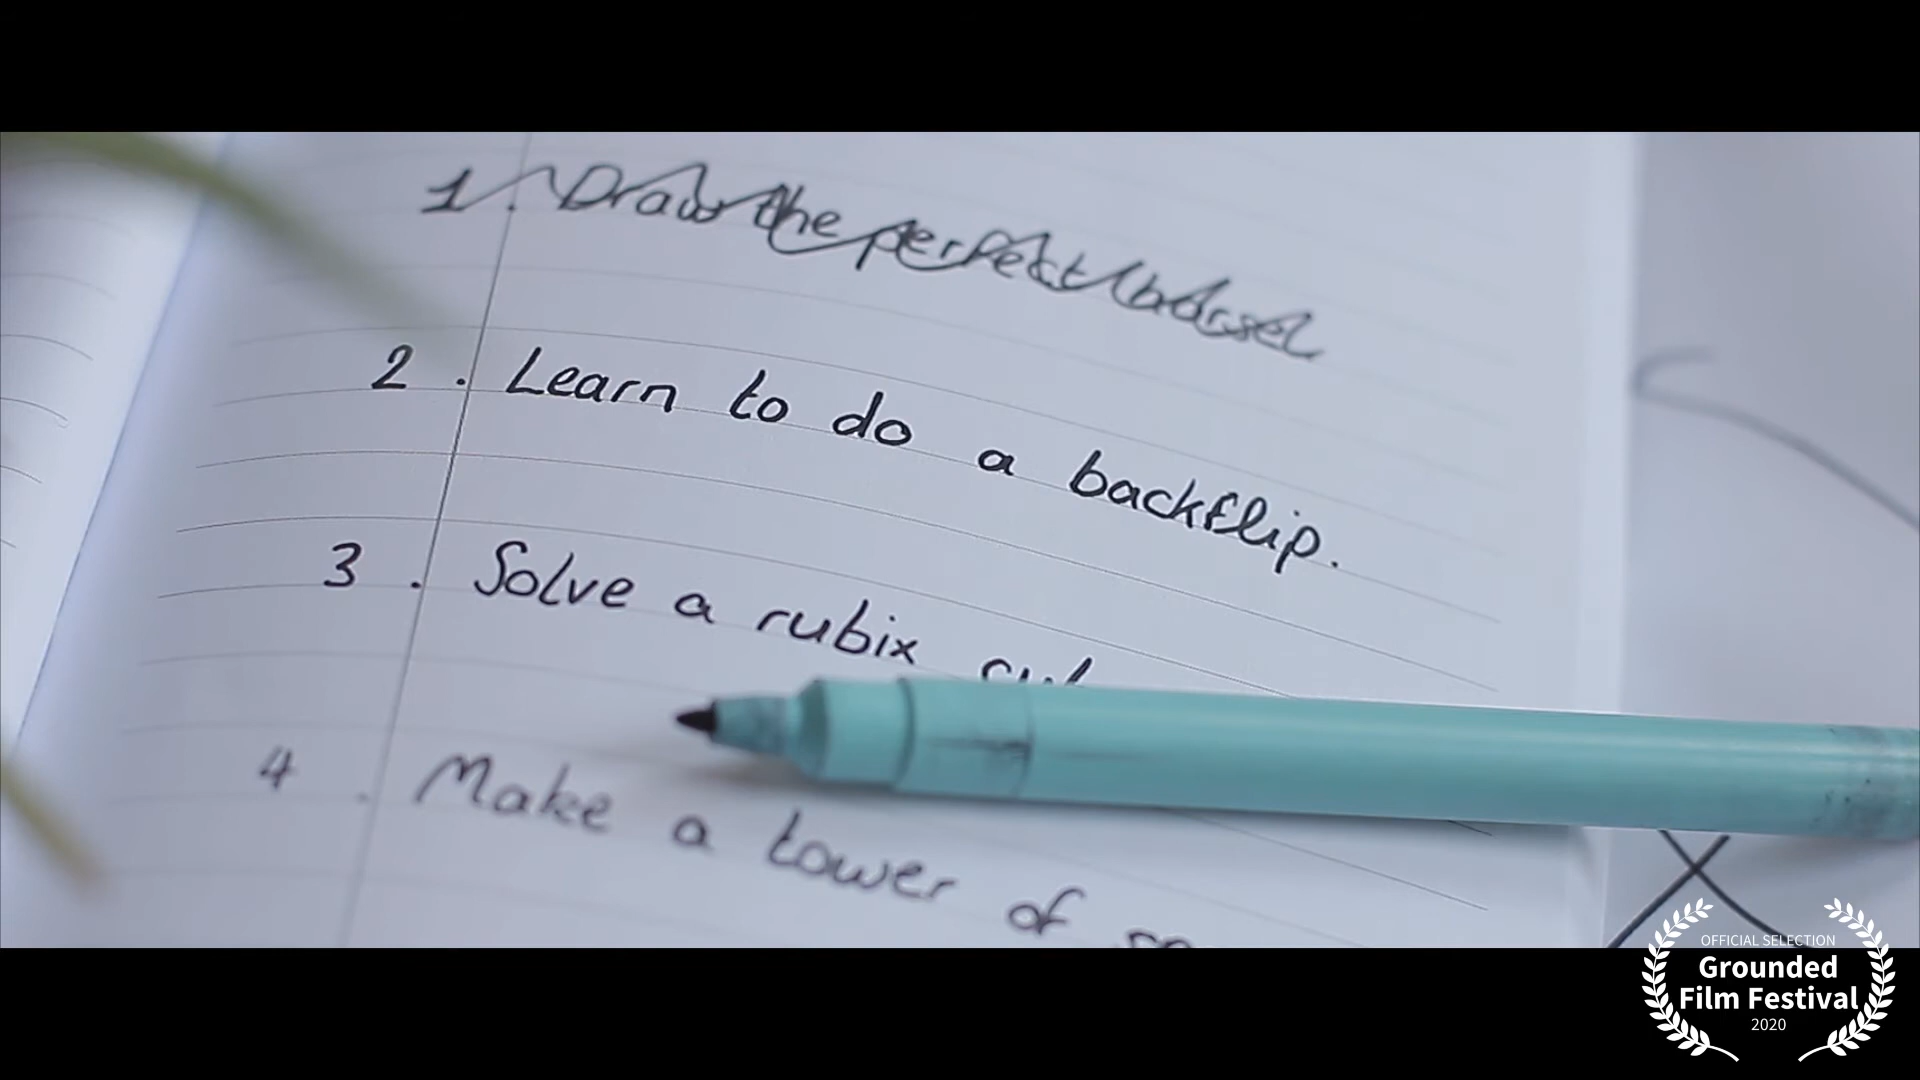 1. Draw the perfect
2. Learn to do a backflip.
3. Solve a rubix
4. Make a tower of
OFFICIAL SELECTION
Grounded
Film Festival
2020